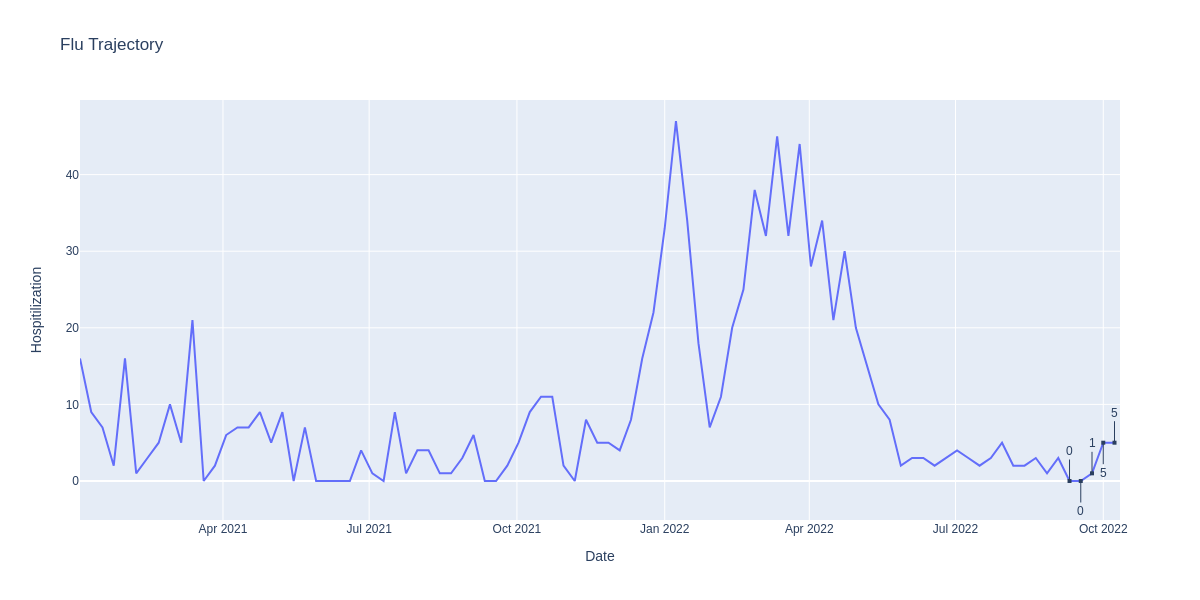 Flu Trajectory
Hospitilization
40
30
20
10
0
5
0
1
5
0
Apr 2021
Jul 2021
Oct 2021
Jan 2022
Apr 2022
Jul 2022
Oct 2022
Date